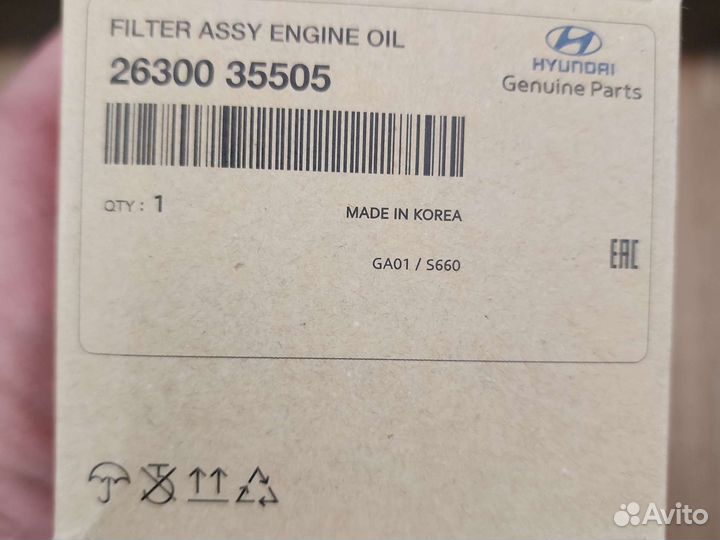 FILTER ASSY ENGINE OIL
26300 35505
HYUNDAI
Genuine Parts
QTY : 1
MADE IN KOREA
GA01 / S660
EAC
Avito